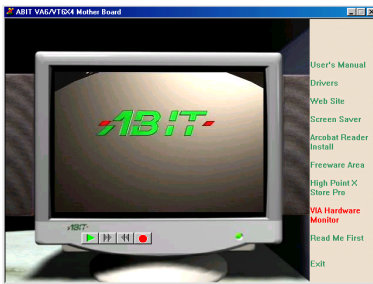 ABIT VA6/VT6X4 Mother Board
ABIT
ABIT
User's Manual
Drivers
Web Site
Screen Saver
Arcobat Reader
Install
Freeware Area
High Point X
Store Pro
VIA Hardware
Monitor
Read Me First
Exit